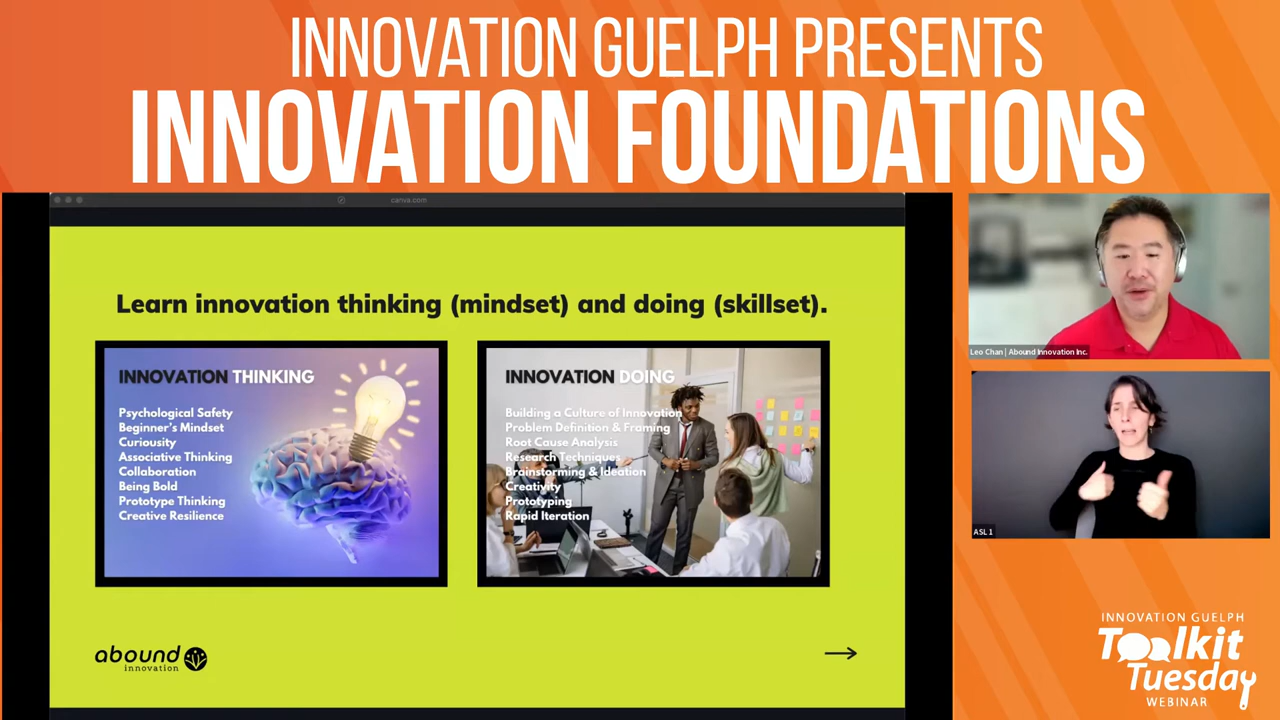 INNOVATION GUELPH PRESENTS
INNOVATION FOUNDATIONS
canva.com
Learn innovation thinking (mindset) and doing (skillset).
INNOVATION THINKING
Psychological Safety
Beginner's Mindset
Curiousity
Associative Thinking
Collaboration
Being Bold
Prototype Thinking
Creative Resilience
INNOVATION DOING
Building a Culture of Innovation
Problem Definition & Framing
Root Cause Analysis
Research Techniques
Brainstorming & Ideation
Creativity
Prototyping
Rapid Iteration
abound
innovation
Leo Chan | Abound Innovation Inc.
ASL 1
INNOVATION GUELPH
Toolkit
Tuesday
WEBINAR